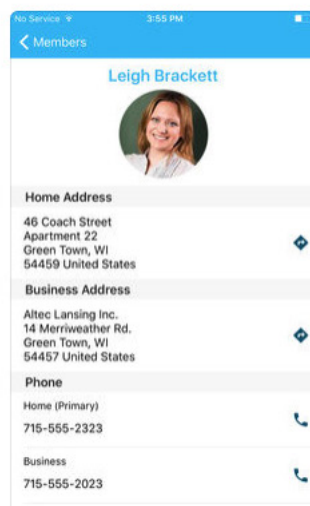 No Service 3:55 PM
Members
Leigh Brackett
Home Address
46 Coach Street
Apartment 22
Green Town, WI
54459 United States
Business Address
Altec Lansing Inc.
14 Merriweather Rd.
Green Town, WI
54457 United States
Phone
Home (Primary)
715-555-2323
Business
715-555-2023